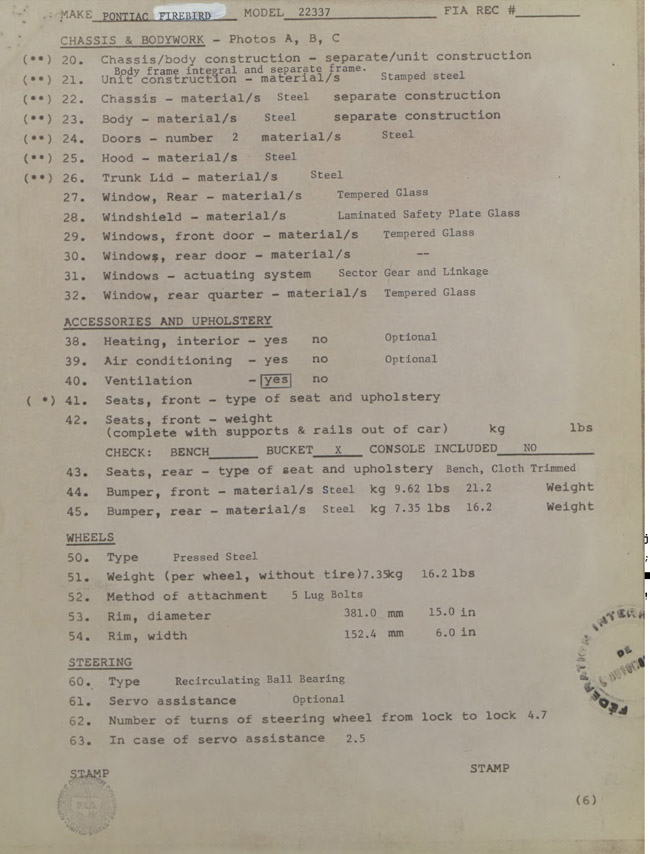 MAKE PONTIAC FIREBIRD MODEL 22337 FIA REC #
CHASSIS & BODYWORK - Photos A, B, C
(**) 20. Chassis/body construction - separate/unit construction
Body frame integral and separate frame.
(**) 21. Unit construction - material/s Stamped steel
(**) 22. Chassis - material/s Steel separate construction
(**) 23. Body - material/s Steel separate construction
(**) 24. Doors - number 2 material/s Steel
(**) 25. Hood - material/s Steel
(**) 26. Trunk Lid - material/s Steel
27. Window, Rear - material/s Tempered Glass
28. Windshield - material/s Laminated Safety Plate Glass
29. Windows, front door - material/s Tempered Glass
30. Windows, rear door - material/s --
31. Windows - actuating system Sector Gear and Linkage
32. Window, rear quarter - material/s Tempered Glass
ACCESSORIES AND UPHOLSTERY
38. Heating, interior - yes no Optional
39. Air conditioning - yes no Optional
40. Ventilation - yes no
( *) 41. Seats, front - type of seat and upholstery
42. Seats, front - weight
(complete with supports & rails out of car) kg lbs
CHECK: BENCH BUCKET X CONSOLE INCLUDED NO
43. Seats, rear - type of seat and upholstery Bench, Cloth Trimmed
44. Bumper, front - material/s Steel kg 9.62 lbs 21.2 Weight
45. Bumper, rear - material/s Steel kg 7.35 lbs 16.2 Weight
WHEELS
50. Type Pressed Steel
51. Weight (per wheel, without tire)7.35kg 16.2 lbs
52. Method of attachment 5 Lug Bolts
53. Rim, diameter 381.0 mm 15.0 in
54. Rim, width 152.4 mm 6.0 in
STEERING
60. Type Recirculating Ball Bearing
61. Servo assistance Optional
62. Number of turns of steering wheel from lock to lock 4.7
63. In case of servo assistance 2.5
STAMP STAMP
(6)
FÉDÉRATION INTER
DE